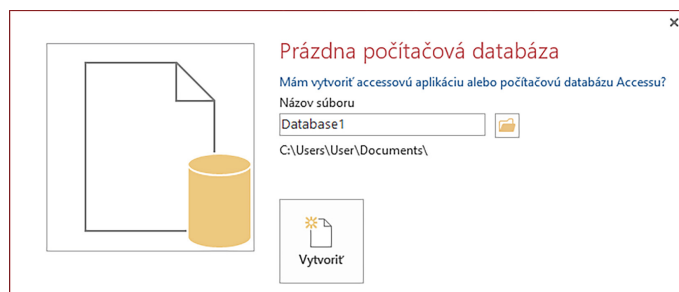 Prázdna počítačová databáza
Mám vytvoriť accessovú aplikáciu alebo počítačovú databázu Accessu?
Názov súboru
Database1
C:\Users\User\Documents\
Vytvoriť